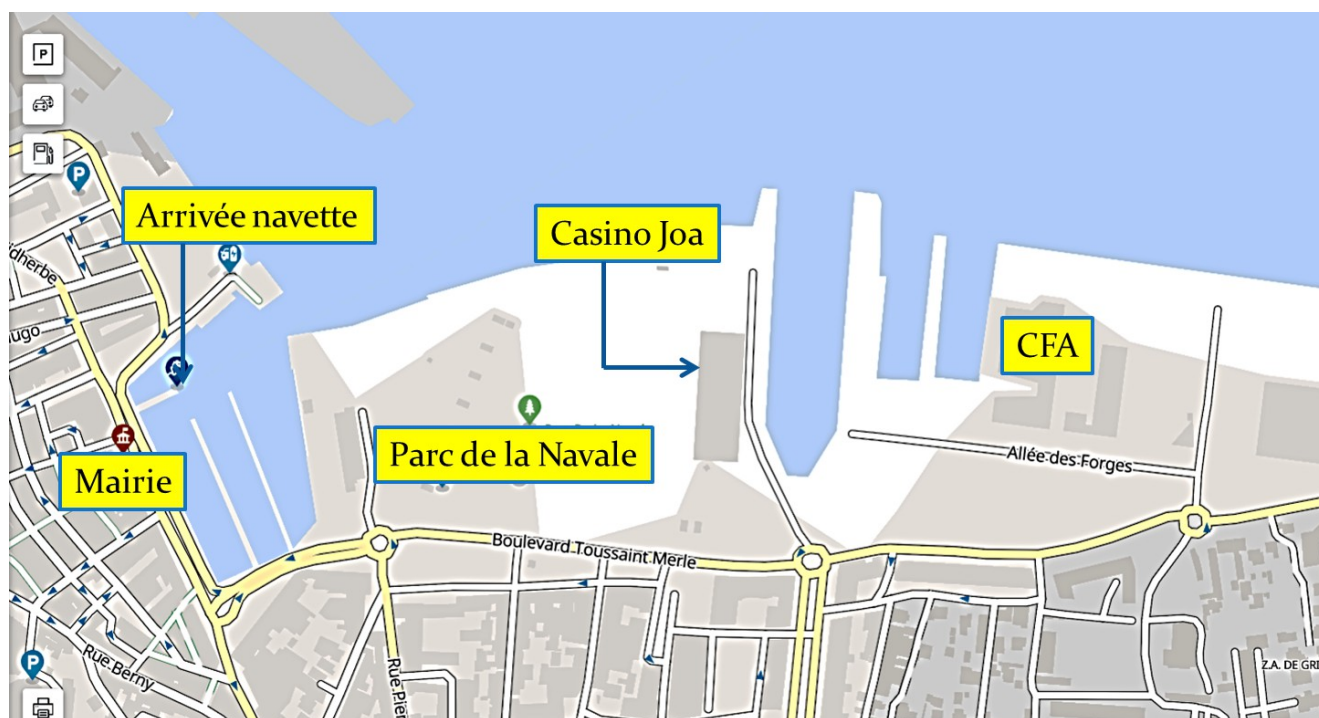 P
P
Arrivée navette
Casino Joa
CFA
Mairie
Parc de la Navale
Allée des Forges
Boulevard Toussaint Merle
Rue Berny
P
Z.A. DE GRI